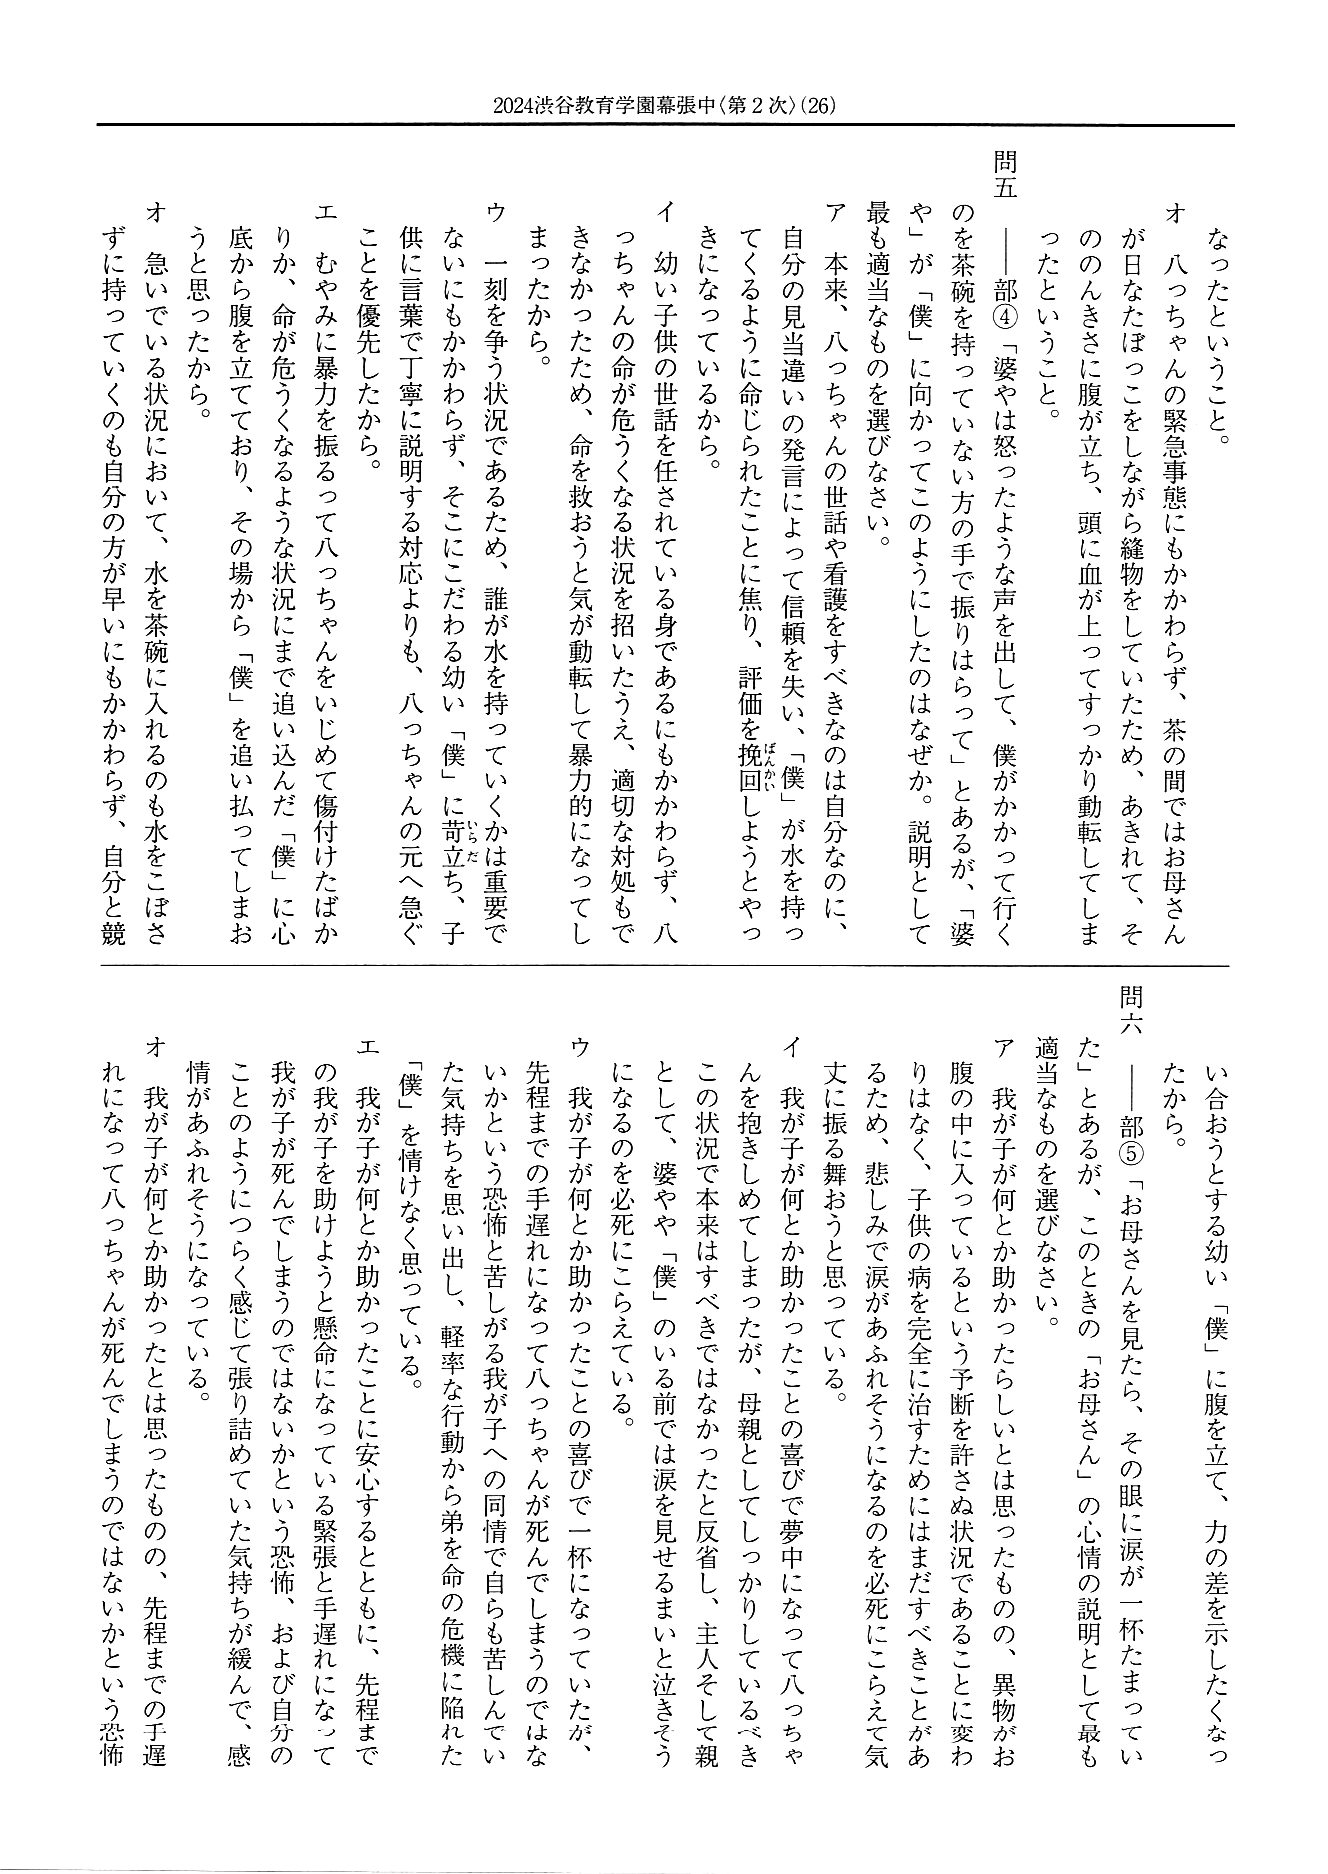 2024渋谷教育学園幕張中〈第２次〉(26)
なったということ。
オ　八っちゃんの緊急事態にもかかわらず、茶の間ではお母さん
が日なたぼっこをしながら縫物をしていたため、あきれて、そ
ののんきさに腹が立ち、頭に血が上ってすっかり動転してしま
ったということ。
問五　――部④「婆やは怒ったような声を出して、僕がかかって行く
のを茶碗を持っていない方の手で振りはらって」とあるが、「婆
や」が「僕」に向かってこのようにしたのはなぜか。説明として
最も適当なものを選びなさい。
ア　本来、八っちゃんの世話や看護をすべきなのは自分なのに、
自分の見当違いの発言によって信頼を失い、「僕」が水を持っ
てくるように命じられたことに焦り、評価を挽回しようとやっ
きになっているから。
イ　幼い子供の世話を任されている身であるにもかかわらず、八
っちゃんの命が危うくなる状況を招いたうえ、適切な対処もで
きなかったため、命を救おうと気が動転して暴力的になってし
まったから。
ウ　一刻を争う状況であるため、誰が水を持っていくかは重要で
ないにもかかわらず、そこにこだわる幼い「僕」に苛立ち、子
供に言葉で丁寧に説明する対応よりも、八っちゃんの元へ急ぐ
ことを優先したから。
エ　むやみに暴力を振るって八っちゃんをいじめて傷付けたばか
りか、命が危うくなるような状況にまで追い込んだ「僕」に心
底から腹を立てており、その場から「僕」を追い払ってしまお
うと思ったから。
オ　急いでいる状況において、水を茶碗に入れるのも水をこぼさ
ずに持っていくのも自分の方が早いにもかかわらず、自分と競
い合おうとする幼い「僕」に腹を立て、力の差を示したくなっ
たから。
問六　――部⑤「お母さんを見たら、その眼に涙が一杯たまってい
た」とあるが、このときの「お母さん」の心情の説明として最も
適当なものを選びなさい。
ア　我が子が何とか助かったらしいとは思ったものの、異物がお
腹の中に入っているという予断を許さぬ状況であることに変わ
りはなく、子供の病を完全に治すためにはまだすべきことがあ
るため、悲しみで涙があふれそうになるのを必死にこらえて気
丈に振る舞おうと思っている。
イ　我が子が何とか助かったことの喜びで夢中になって八っちゃ
んを抱きしめてしまったが、母親としてしっかりしているべき
この状況で本来はすべきではなかったと反省し、主人そして親
として、婆やや「僕」のいる前では涙を見せるまいと泣きそう
になるのを必死にこらえている。
ウ　我が子が何とか助かったことの喜びで一杯になっていたが、
先程までの手遅れになって八っちゃんが死んでしまうのではな
いかという恐怖と苦しがる我が子への同情で自らも苦しんでい
た気持ちを思い出し、軽率な行動から弟を命の危機に陥れた
「僕」を情けなく思っている。
エ　我が子が何とか助かったことに安心するとともに、先程まで
の我が子を助けようと懸命になっている緊張と手遅れになって
我が子が死んでしまうのではないかという恐怖、および自分の
ことのようにつらく感じて張り詰めていた気持ちが緩んで、感
情があふれそうになっている。
オ　我が子が何とか助かったとは思ったものの、先程までの手遅
れになって八っちゃんが死んでしまうのではないかという恐怖